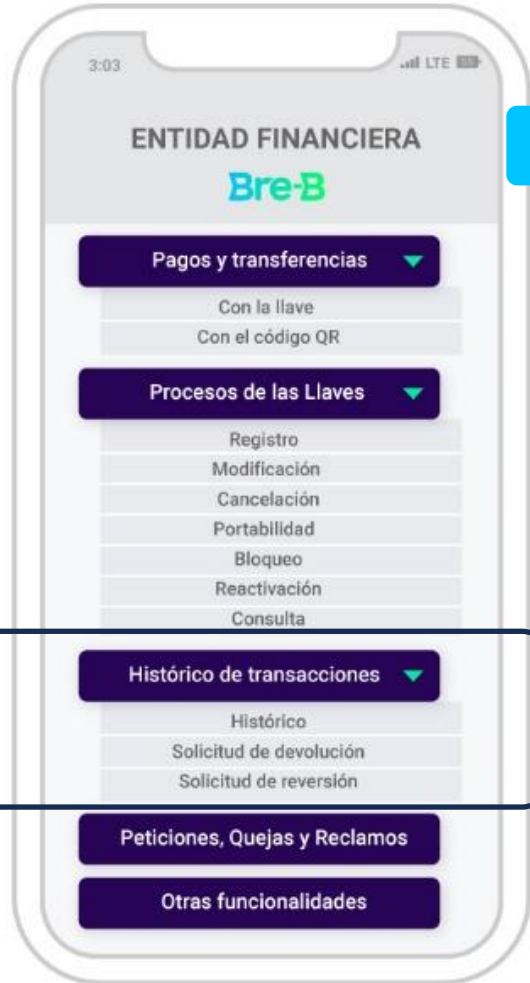 3:03
LTE
ENTIDAD FINANCIERA
Bre-B
Pagos y transferencias
Con la llave
Con el código QR
Procesos de las Llaves
Registro
Modificación
Cancelación
Portabilidad
Bloqueo
Reactivación
Consulta
Histórico de transacciones
Histórico
Solicitud de devolución
Solicitud de reversión
Peticiones, Quejas y Reclamos
Otras funcionalidades